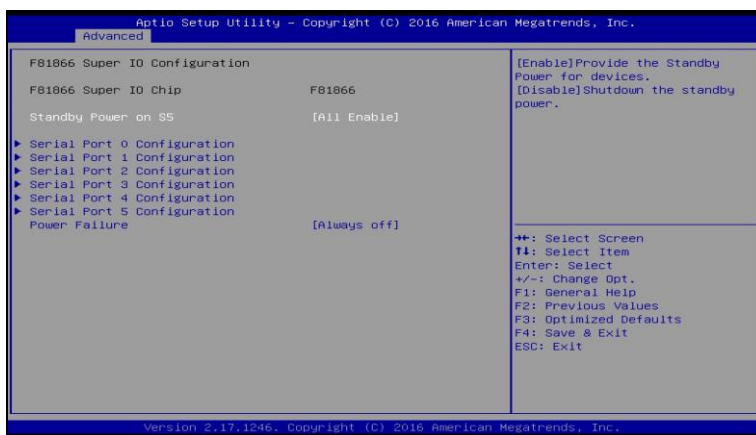 Aptio Setup Utility – Copyright (C) 2016 American Megatrends, Inc.
Advanced
F81866 Super IO Configuration
F81866 Super IO Chip F81866
Standby Power on S5 [All Enable]
▶ Serial Port 0 Configuration
▶ Serial Port 1 Configuration
▶ Serial Port 2 Configuration
▶ Serial Port 3 Configuration
▶ Serial Port 4 Configuration
▶ Serial Port 5 Configuration
Power Failure [Always off]
[Enable]Provide the Standby
Power for devices.
[Disable]Shutdown the standby
power.
→←: Select Screen
↑↓: Select Item
Enter: Select
+/-: Change Opt.
F1: General Help
F2: Previous Values
F3: Optimized Defaults
F4: Save & Exit
ESC: Exit
Version 2.17.1246. Copyright (C) 2016 American Megatrends, Inc.